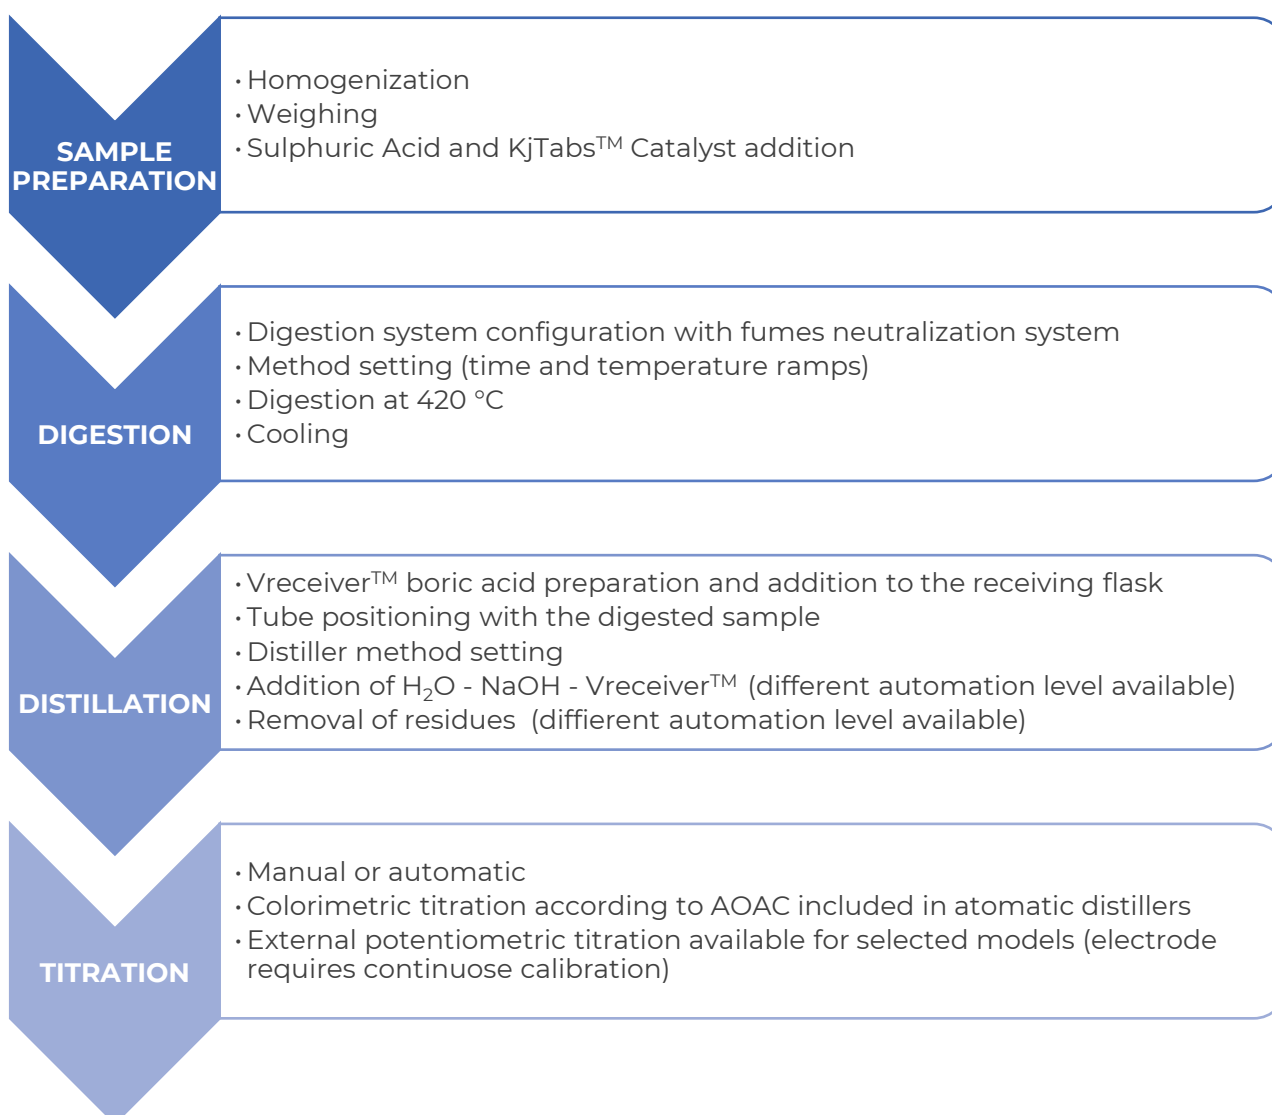 SAMPLE
PREPARATION
· Homogenization
· Weighing
· Sulphuric Acid and KjTabs™ Catalyst addition
DIGESTION
· Digestion system configuration with fumes neutralization system
· Method setting (time and temperature ramps)
· Digestion at 420 °C
· Cooling
DISTILLATION
· Vreceiver™ boric acid preparation and addition to the receiving flask
· Tube positioning with the digested sample
· Distiller method setting
· Addition of H₂O - NaOH - Vreceiver™ (different automation level available)
· Removal of residues  (diffierent automation level available)
TITRATION
· Manual or automatic
· Colorimetric titration according to AOAC included in atomatic distillers
· External potentiometric titration available for selected models (electrode
requires continuose calibration)